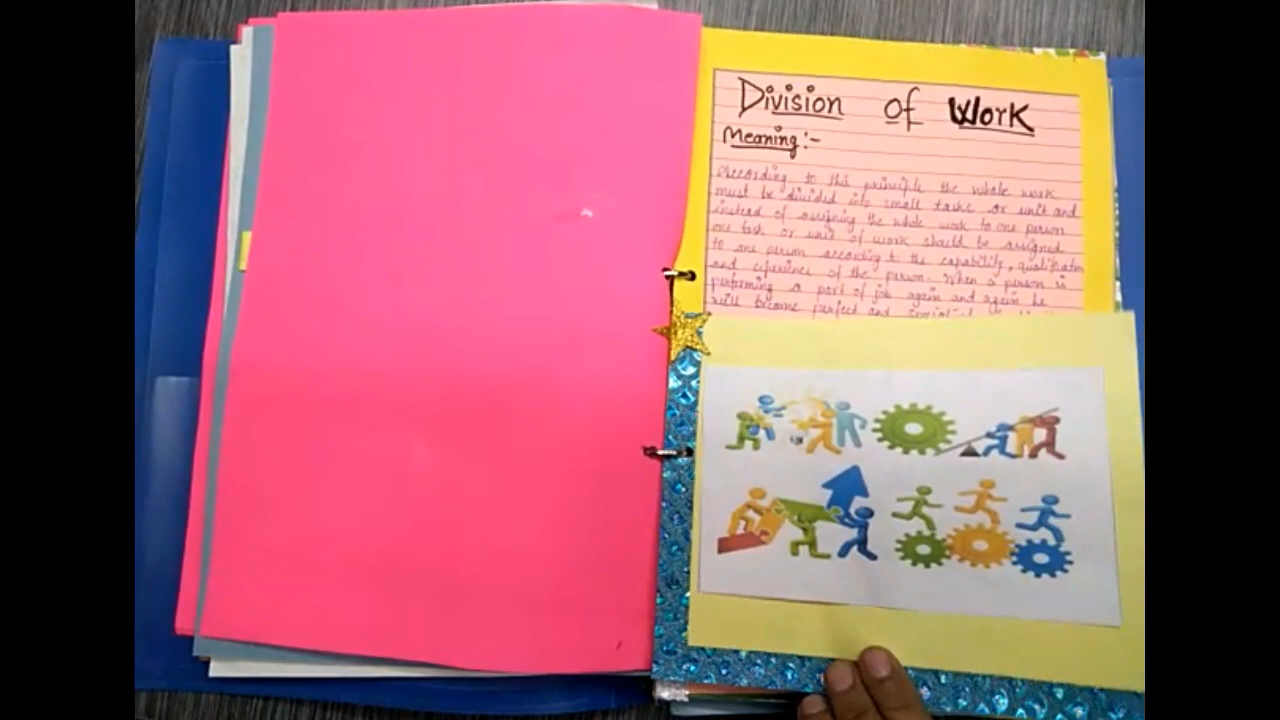 Division of Work
Meaning:-
According to this principle the whole work
must be divided into small tasks or unit and
instead of assigning the whole work to one person
one task or unit of work should be assigned
to one person according to the capability, qualification
and experience of the person. When a person is
performing a part of job again and again he
will become perfect and